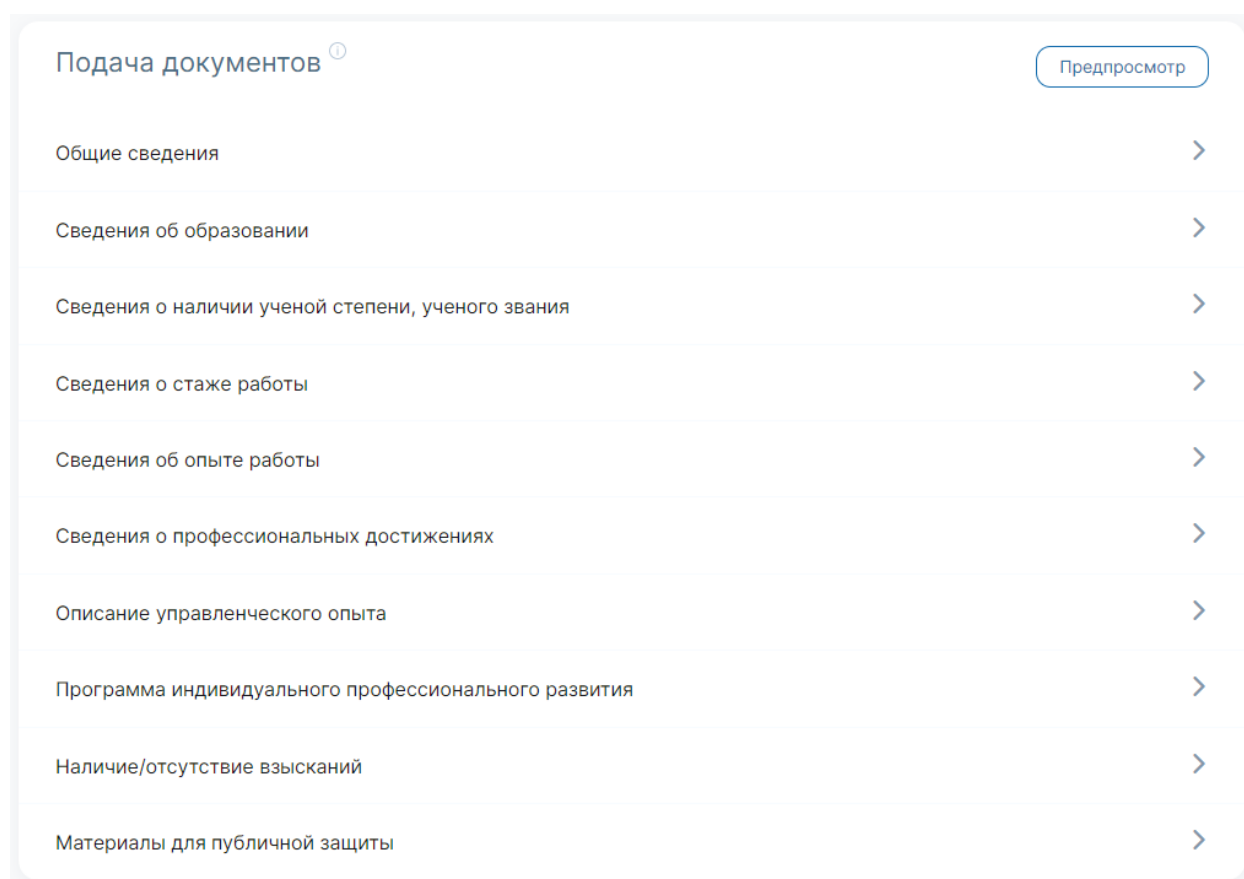 Подача документов
Предпросмотр
Общие сведения
Сведения об образовании
Сведения о наличии ученой степени, ученого звания
Сведения о стаже работы
Сведения об опыте работы
Сведения о профессиональных достижениях
Описание управленческого опыта
Программа индивидуального профессионального развития
Наличие/отсутствие взысканий
Материалы для публичной защиты